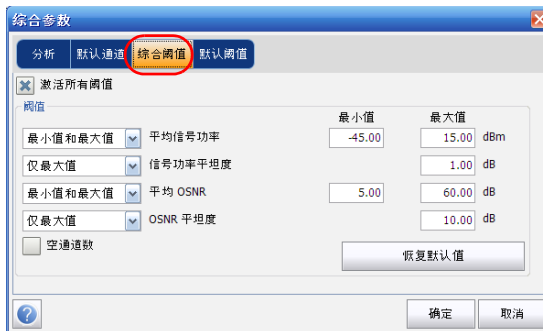 综合参数
分析 默认通道 综合阈值 默认阈值
激活所有阈值
阈值
最小值 最大值
最小值和最大值 平均信号功率 -45.00 15.00 dBm
仅最大值 信号功率平坦度 1.00 dB
最小值和最大值 平均 OSNR 5.00 60.00 dB
仅最大值 OSNR 平坦度 10.00 dB
空通道数
恢复默认值
? 确定 取消